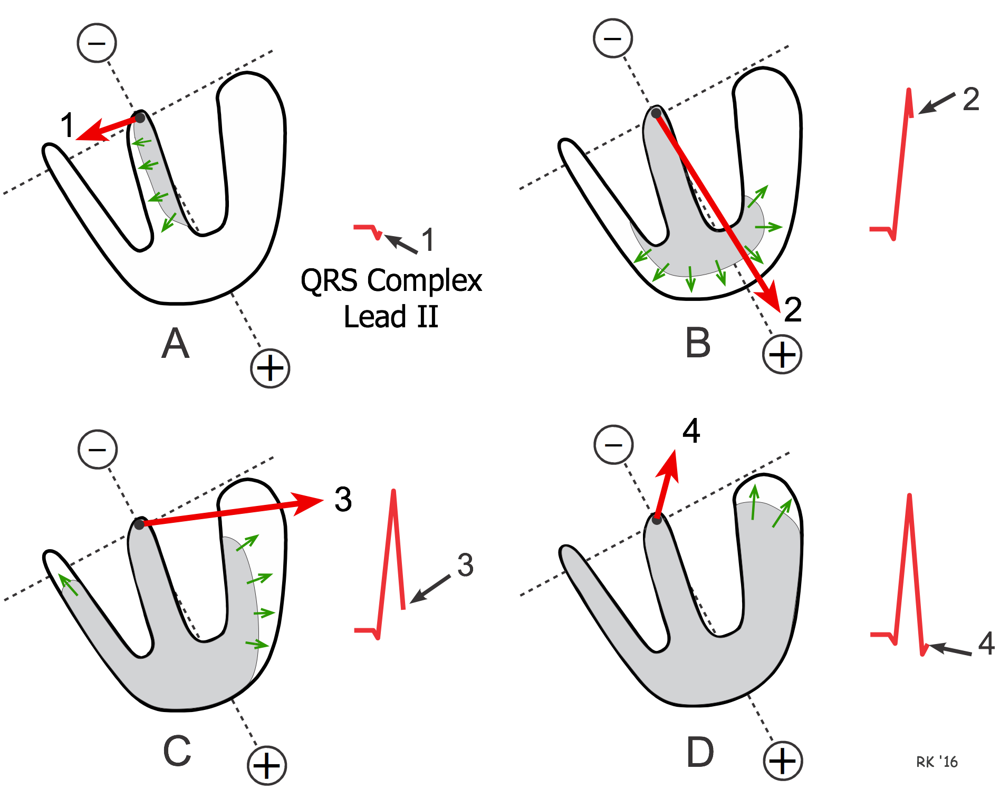 −
1
1
QRS Complex
Lead II
A
+
−
2
2
B
+
−
3
3
C
+
−
4
4
D
+
RK '16